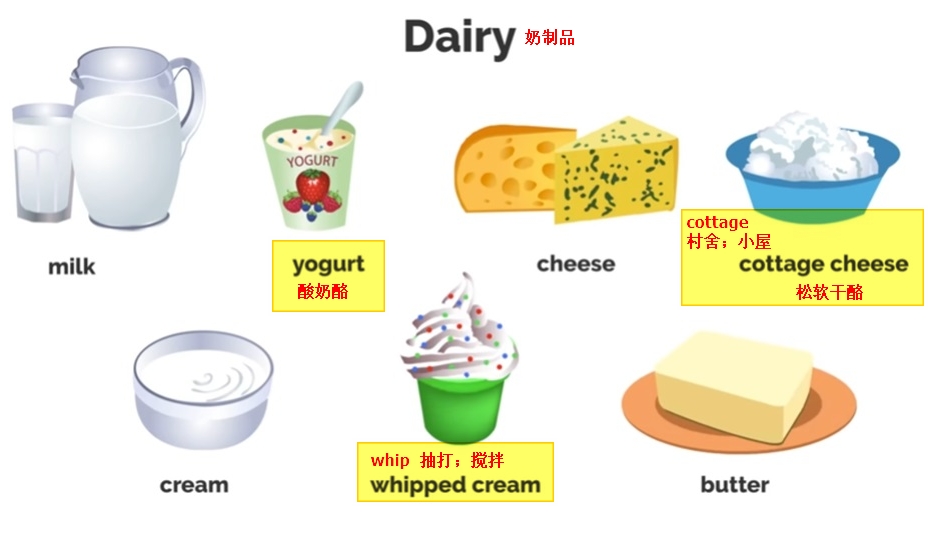 Dairy 奶制品
YOGURT
cottage
村舍；小屋
milk
yogurt
cheese
cottage cheese
酸奶酪
松软干酪
whip 抽打；搅拌
cream
whipped cream
butter